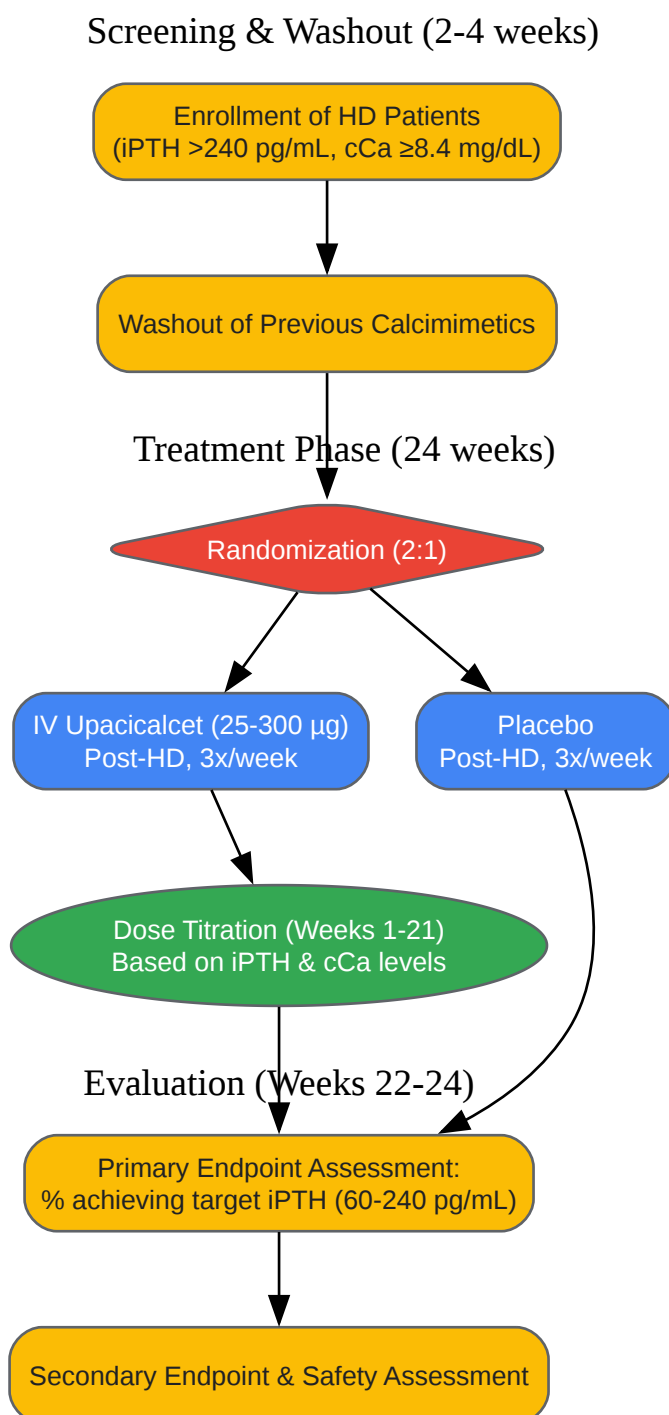 Screening & Washout (2-4 weeks)
Enrollment of HD Patients
(iPTH >240 pg/mL, cCa ≥8.4 mg/dL)
Washout of Previous Calcimimetics
Treatment Phase (24 weeks)
Randomization (2:1)
IV Upacicalcet (25-300 µg)
Post-HD, 3x/week
Placebo
Post-HD, 3x/week
Dose Titration (Weeks 1-21)
Based on iPTH & cCa levels
Evaluation (Weeks 22-24)
Primary Endpoint Assessment:
% achieving target iPTH (60-240 pg/mL)
Secondary Endpoint & Safety Assessment